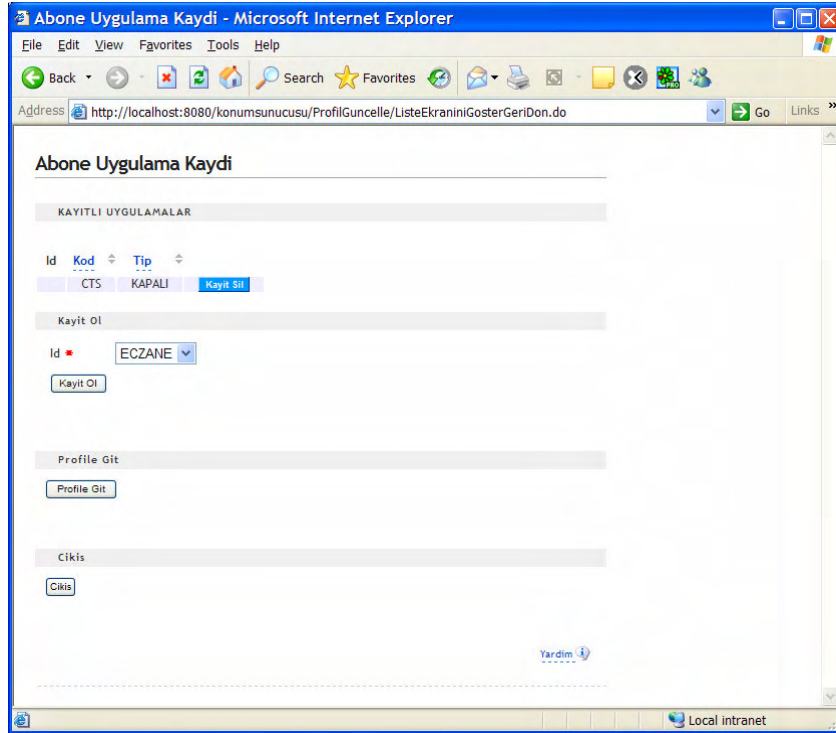 Abone Uygulama Kaydi - Microsoft Internet Explorer
File Edit View Favorites Tools Help
Back Search Favorites
Address http://localhost:8080/konumsunucusu/ProfilGuncelle/ListeEkraniniGosterGeriDon.do Go Links »
Abone Uygulama Kaydi
KAYITLI UYGULAMALAR
Id Kod Tip
CTS KAPALI Kayit Sil
Kayit Ol
Id * ECZANE
Kayit Ol
Profile Git
Profile Git
Cikis
Cikis
Yardim
Local intranet